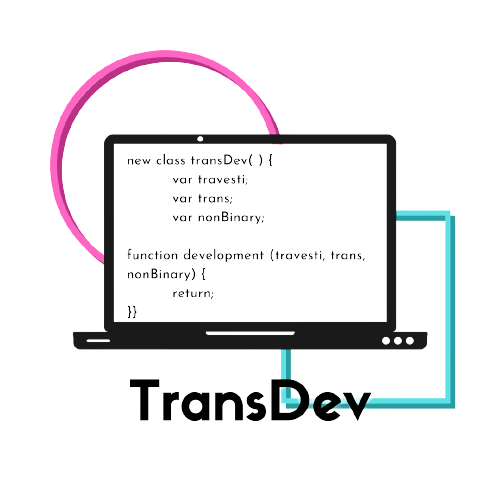 new class transDev( ) {
var travesti;
var trans;
var nonBinary;
function development (travesti, trans,
nonBinary) {
return;
}}
TransDev